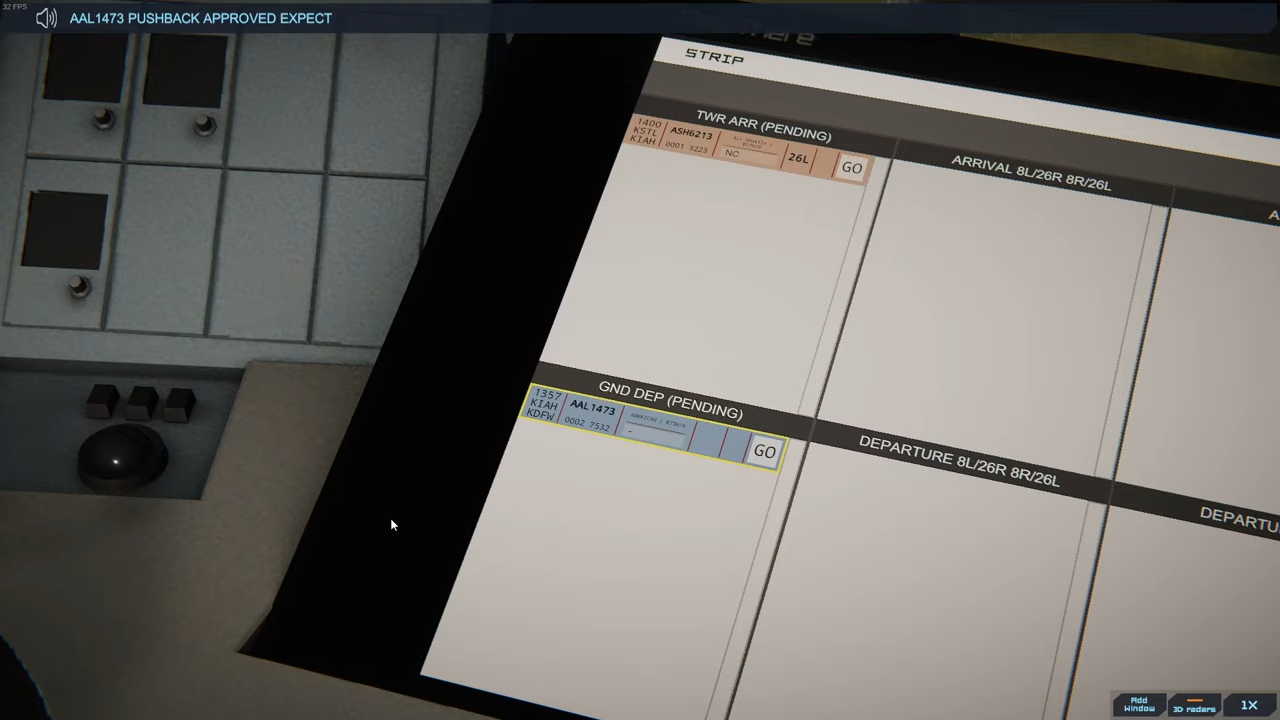 32 FPS
AAL1473 PUSHBACK APPROVED EXPECT
STRIP
TWR ARR (PENDING)
1400
KSTL
KIAH
ASH6213
0001 3223
NC
26L
GO
ARRIVAL 8L/26R 8R/26L
A
GND DEP (PENDING)
1357
KIAH
KDFW
AAL1473
0002 7532
-
GO
DEPARTURE 8L/26R 8R/26L
DEPARTU
Add
Window
3D radars
1X